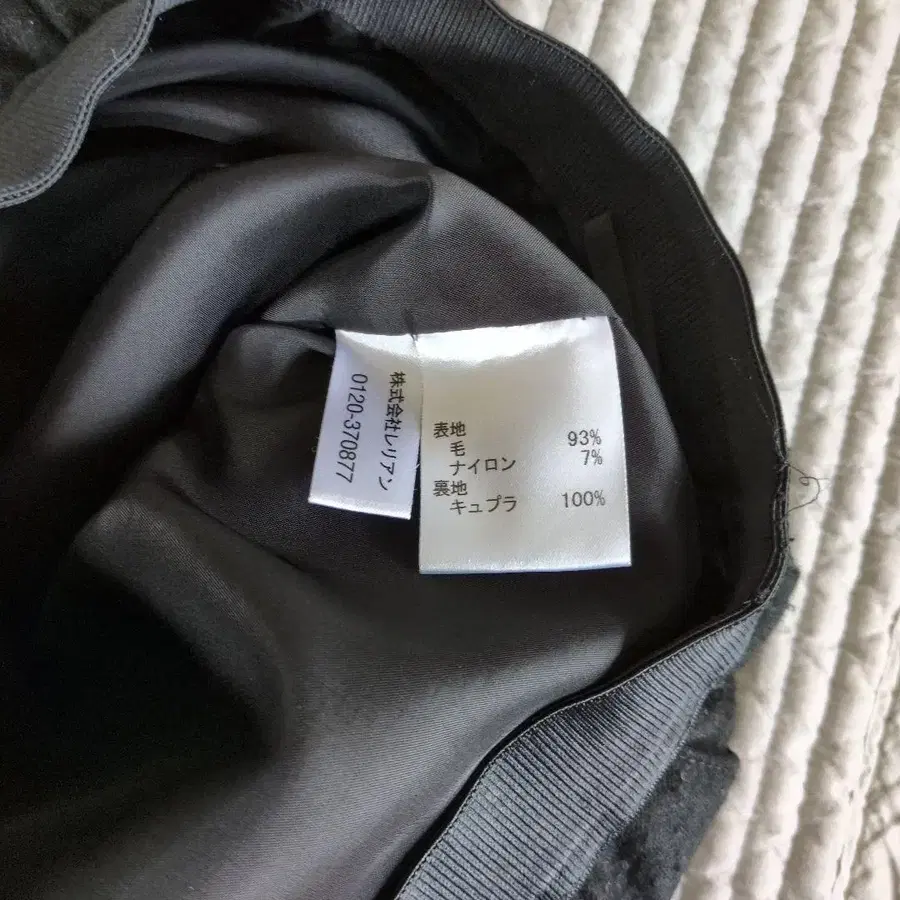 株式会社レリアン
0120-370877
表地
毛 93%
ナイロン 7%
裏地
キュプラ 100%